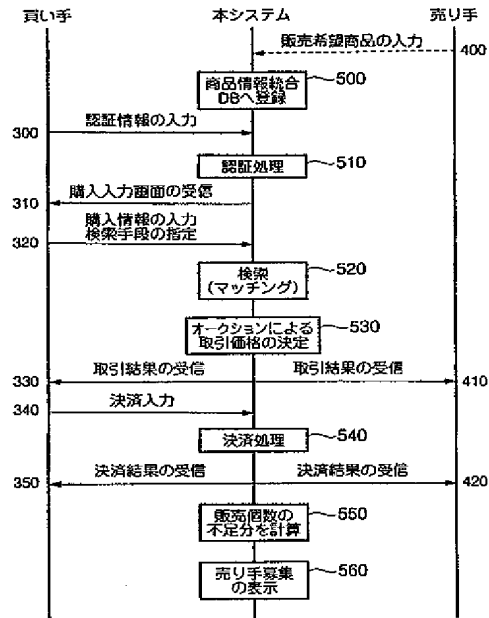 買い手
本システム
売り手
販売希望商品の入力
400
商品情報統合
DBへ登録
500
認証情報の入力
300
認証処理
510
購入入力画面の受信
310
購入情報の入力
検索手段の指定
320
検索
(マッチング)
520
オークションによる
取引価格の決定
530
取引結果の受信
取引結果の受信
330
410
決済入力
340
決済処理
540
決済結果の受信
決済結果の受信
350
420
販売個数の
不足分を計算
550
売り手募集
の表示
560